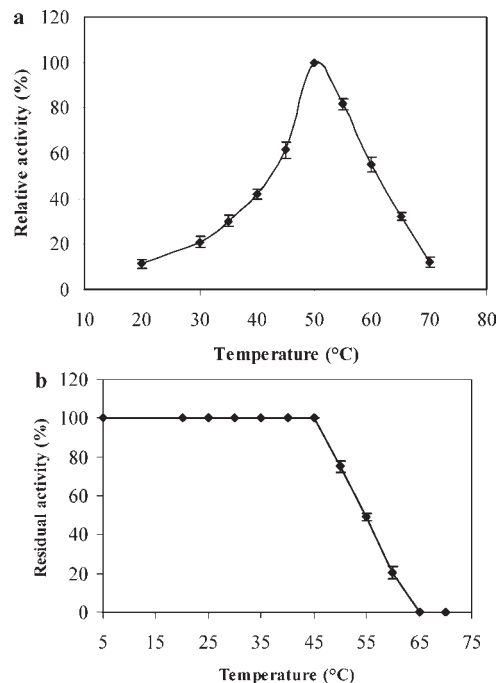 a
120
100
80
60
40
20
0
Relative activity (%)
10 20 30 40 50 60 70 80
Temperature (°C)
b
120
100
80
60
40
20
0
Residual activity (%)
5 15 25 35 45 55 65 75
Temperature (°C)